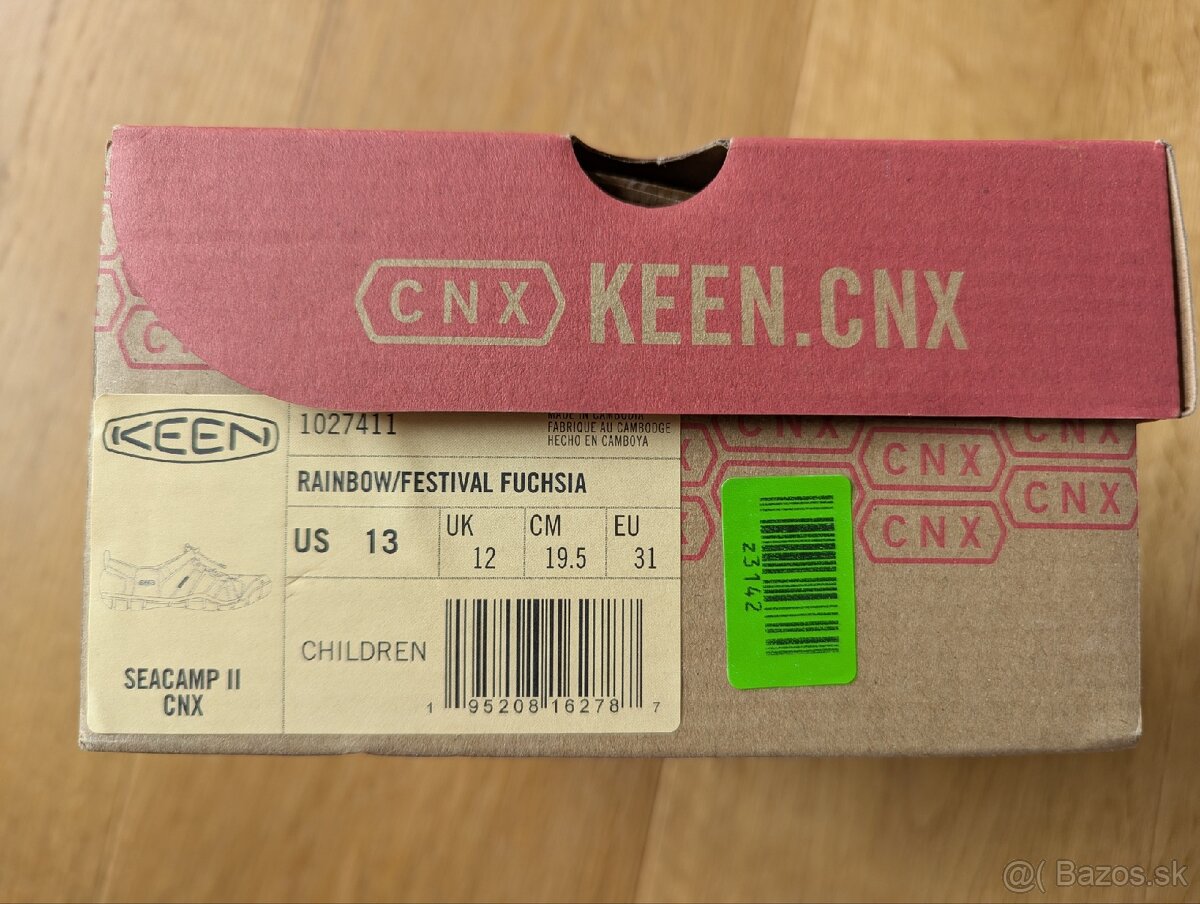 CNX KEEN.CNX
KEEN
1027411
MADE IN CAMBODIA
FABRIQUE AU CAMBODGE
HECHO EN CAMBOYA
RAINBOW/FESTIVAL FUCHSIA
US 13
UK 12
CM 19.5
EU 31
CHILDREN
SEACAMP II
CNX
1 95208 16278 7
z3142
CNX
CNX
CNX
CNX
CNX
@( Bazos.sk